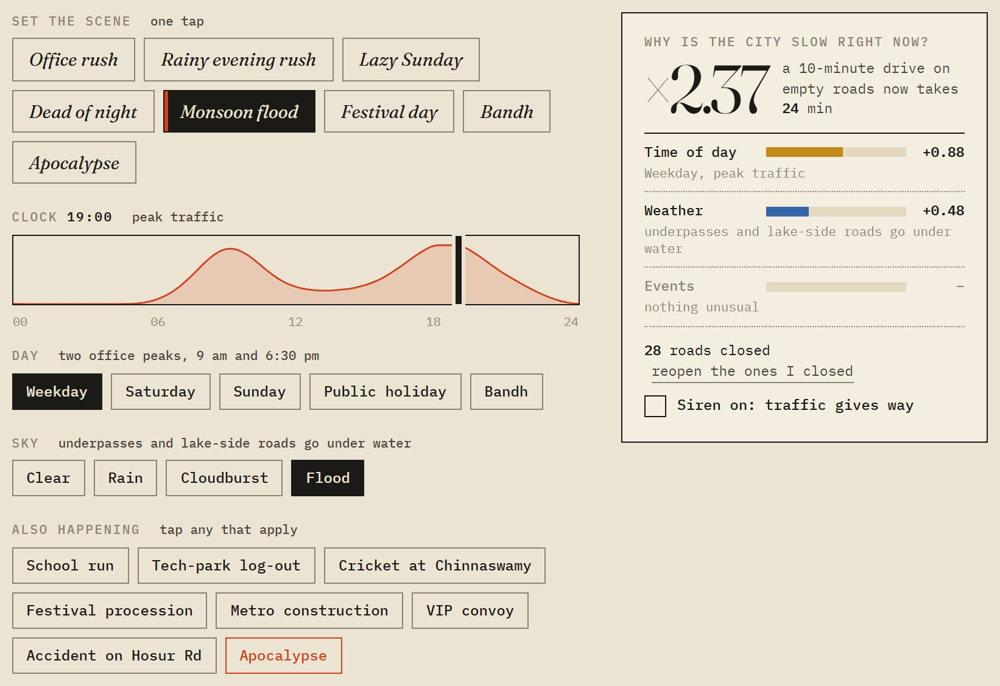 SET THE SCENE one tap
Office rush Rainy evening rush Lazy Sunday
Dead of night Monsoon flood Festival day Bandh
Apocalypse
CLOCK 19:00 peak traffic
00 06 12 18 24
DAY two office peaks, 9 am and 6:30 pm
Weekday Saturday Sunday Public holiday Bandh
SKY underpasses and lake-side roads go under water
Clear Rain Cloudburst Flood
ALSO HAPPENING tap any that apply
School run Tech-park log-out Cricket at Chinnaswamy
Festival procession Metro construction VIP convoy
Accident on Hosur Rd Apocalypse
WHY IS THE CITY SLOW RIGHT NOW?
×2.37
a 10-minute drive on
empty roads now takes
24 min
Time of day +0.88
Weekday, peak traffic
Weather +0.48
underpasses and lake-side roads go under
water
Events –
nothing unusual
28 roads closed
reopen the ones I closed
Siren on: traffic gives way